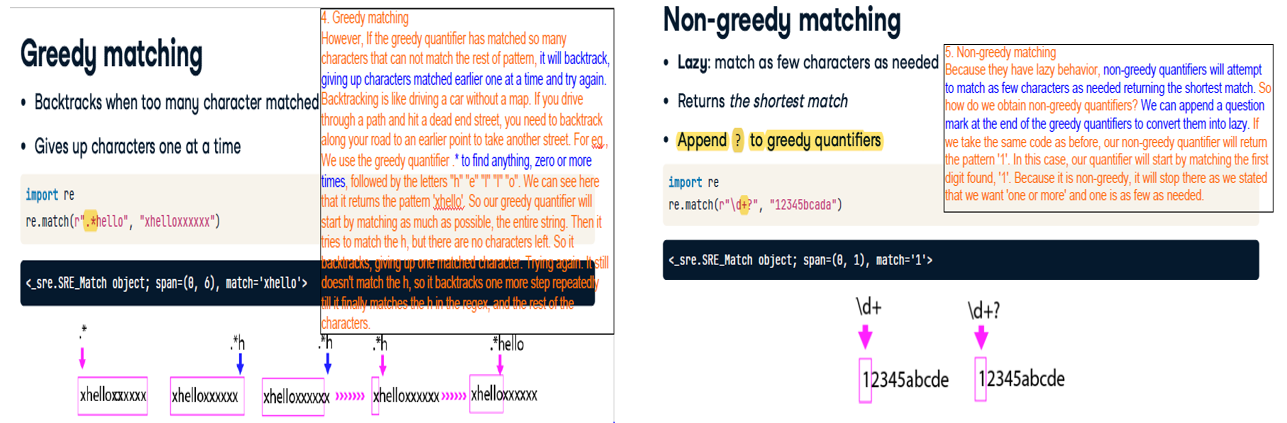 Greedy matching
• Backtracks when too many character matched
• Gives up characters one at a time
import re
re.match(r".*hello", "xhelloxxxxxx")
<_sre.SRE_Match object; span=(0, 6), match='xhello'>
4. Greedy matching
However, If the greedy quantifier has matched so many
characters that can not match the rest of pattern, it will backtrack,
giving up characters matched earlier one at a time and try again.
Backtracking is like driving a car without a map. If you drive
through a path and hit a dead end street, you need to backtrack
along your road to an earlier point to take another street. For eg.,
We use the greedy quantifier .* to find anything, zero or more
times, followed by the letters "h" "e" "l" "l" "o". We can see here
that it returns the pattern 'xhello'. So our greedy quantifier will
start by matching as much as possible, the entire string. Then it
tries to match the h, but there are no characters left. So it
backtracks, giving up one matched character. Trying again. It still
doesn't match the h, so it backtracks one more step repeatedly
till it finally matches the h in the regex, and the rest of the
characters.
.* .*h .*h .*h .*hello
xhelloxxxxxx xhelloxxxxxx xhelloxxxxxx »»»» xhelloxxxxxx »»» xhelloxxxxxx
Non-greedy matching
• Lazy: match as few characters as needed
• Returns the shortest match
• Append ? to greedy quantifiers
import re
re.match(r"\d+?", "12345bcada")
<_sre.SRE_Match object; span=(0, 1), match='1'>
5. Non-greedy matching
Because they have lazy behavior, non-greedy quantifiers will attempt
to match as few characters as needed returning the shortest match. So
how do we obtain non-greedy quantifiers? We can append a question
mark at the end of the greedy quantifiers to convert them into lazy. If
we take the same code as before, our non-greedy quantifier will return
the pattern '1'. In this case, our quantifier will start by matching the first
digit found, '1'. Because it is non-greedy, it will stop there as we stated
that we want 'one or more' and one is as few as needed.
\d+ \d+?
12345abcde 12345abcde